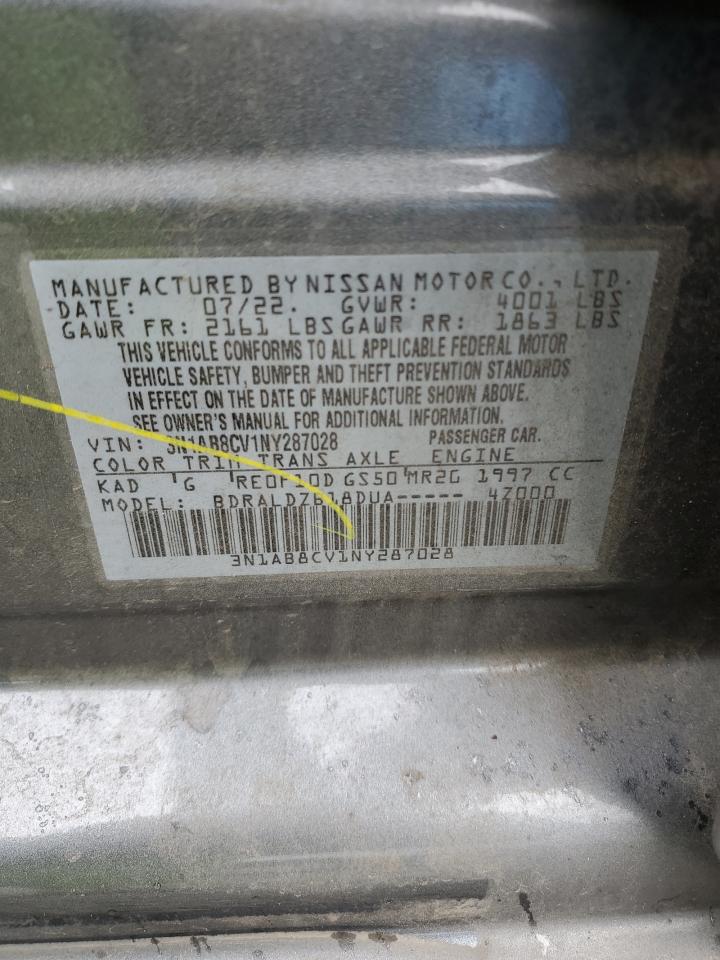 MANUFACTURED BY NISSAN MOTOR CO., LTD.
DATE: 07/22. GVWR: 4001 LBS
GAWR FR: 2161 LBS GAWR RR: 1863 LBS
THIS VEHICLE CONFORMS TO ALL APPLICABLE FEDERAL MOTOR
VEHICLE SAFETY, BUMPER AND THEFT PREVENTION STANDARDS
IN EFFECT ON THE DATE OF MANUFACTURE SHOWN ABOVE.
SEE OWNER'S MANUAL FOR ADDITIONAL INFORMATION.
VIN: 3N1AB8CV1NY287028 PASSENGER CAR.
COLOR TRIM TRANS AXLE ENGINE
KAD G RE0F10D GS50 MR20 1997 CC
MODEL: 47000
3N1AB8CV1NY287028